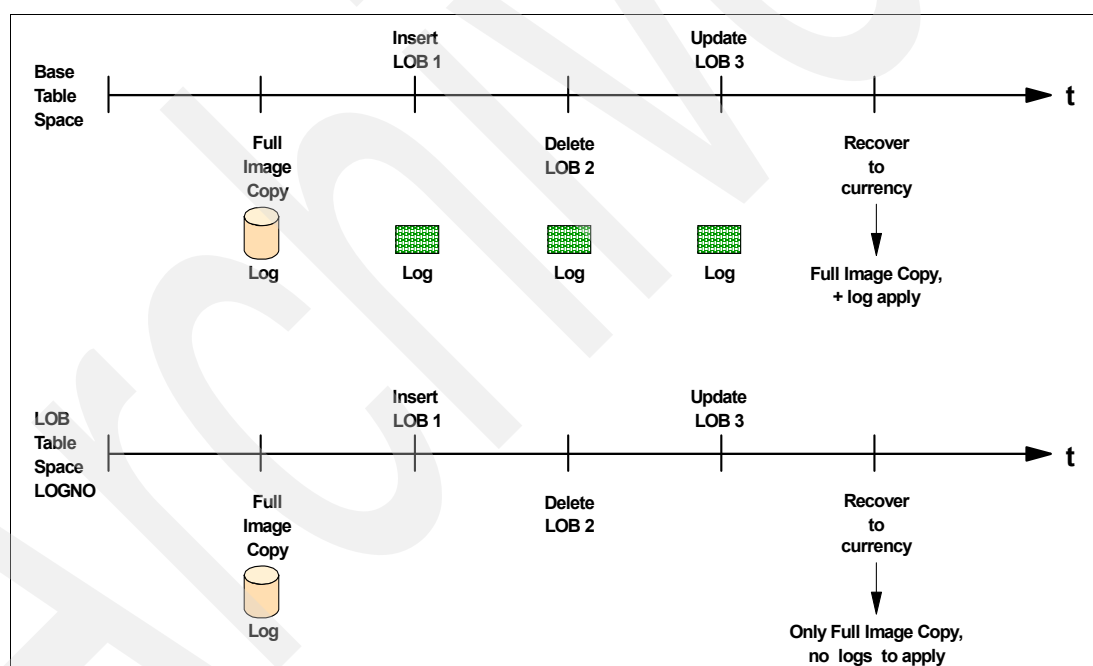 Insert
LOB 1
Update
LOB 3
Base
Table
Space
t
Full
Image
Copy
Delete
LOB 2
Recover
to
currency
Log
Log
Log
Log
Full Image Copy,
+ log apply
Insert
LOB 1
Update
LOB 3
LOB
Table
Space
LOGNO
t
Full
Image
Copy
Delete
LOB 2
Recover
to
currency
Log
Only Full Image Copy,
no logs to apply